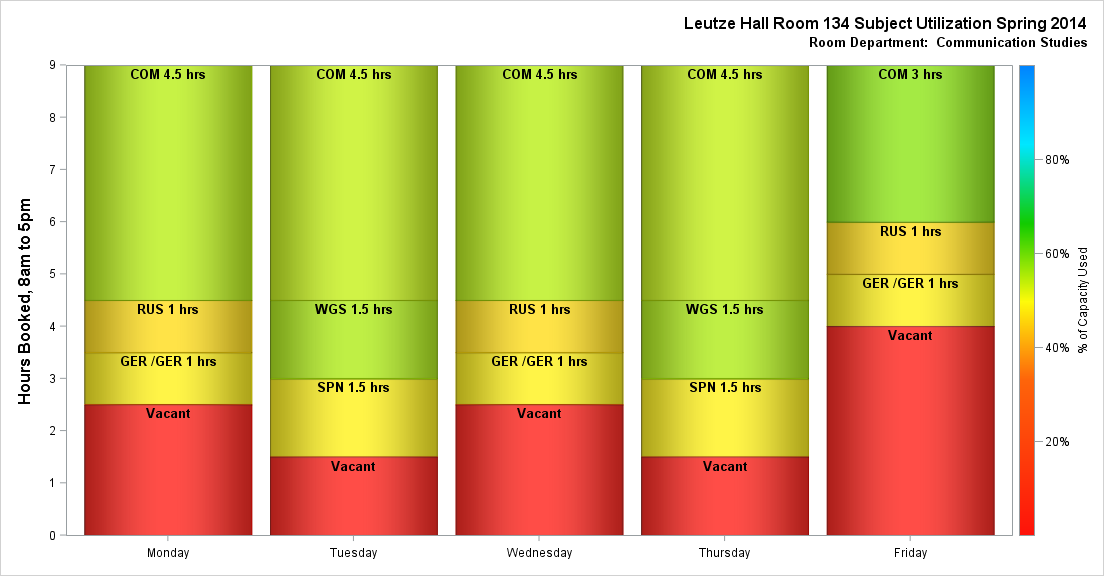 Leutze Hall Room 134 Subject Utilization Spring 2014
Room Department:  Communication Studies
Hours Booked, 8am to 5pm
9
8
7
6
5
4
3
2
1
0
COM 4.5 hrs
RUS 1 hrs
GER /GER 1 hrs
Vacant
Monday
COM 4.5 hrs
WGS 1.5 hrs
SPN 1.5 hrs
Vacant
Tuesday
COM 4.5 hrs
RUS 1 hrs
GER /GER 1 hrs
Vacant
Wednesday
COM 4.5 hrs
WGS 1.5 hrs
SPN 1.5 hrs
Vacant
Thursday
COM 3 hrs
RUS 1 hrs
GER /GER 1 hrs
Vacant
Friday
80%
60%
40%
20%
% of Capacity Used